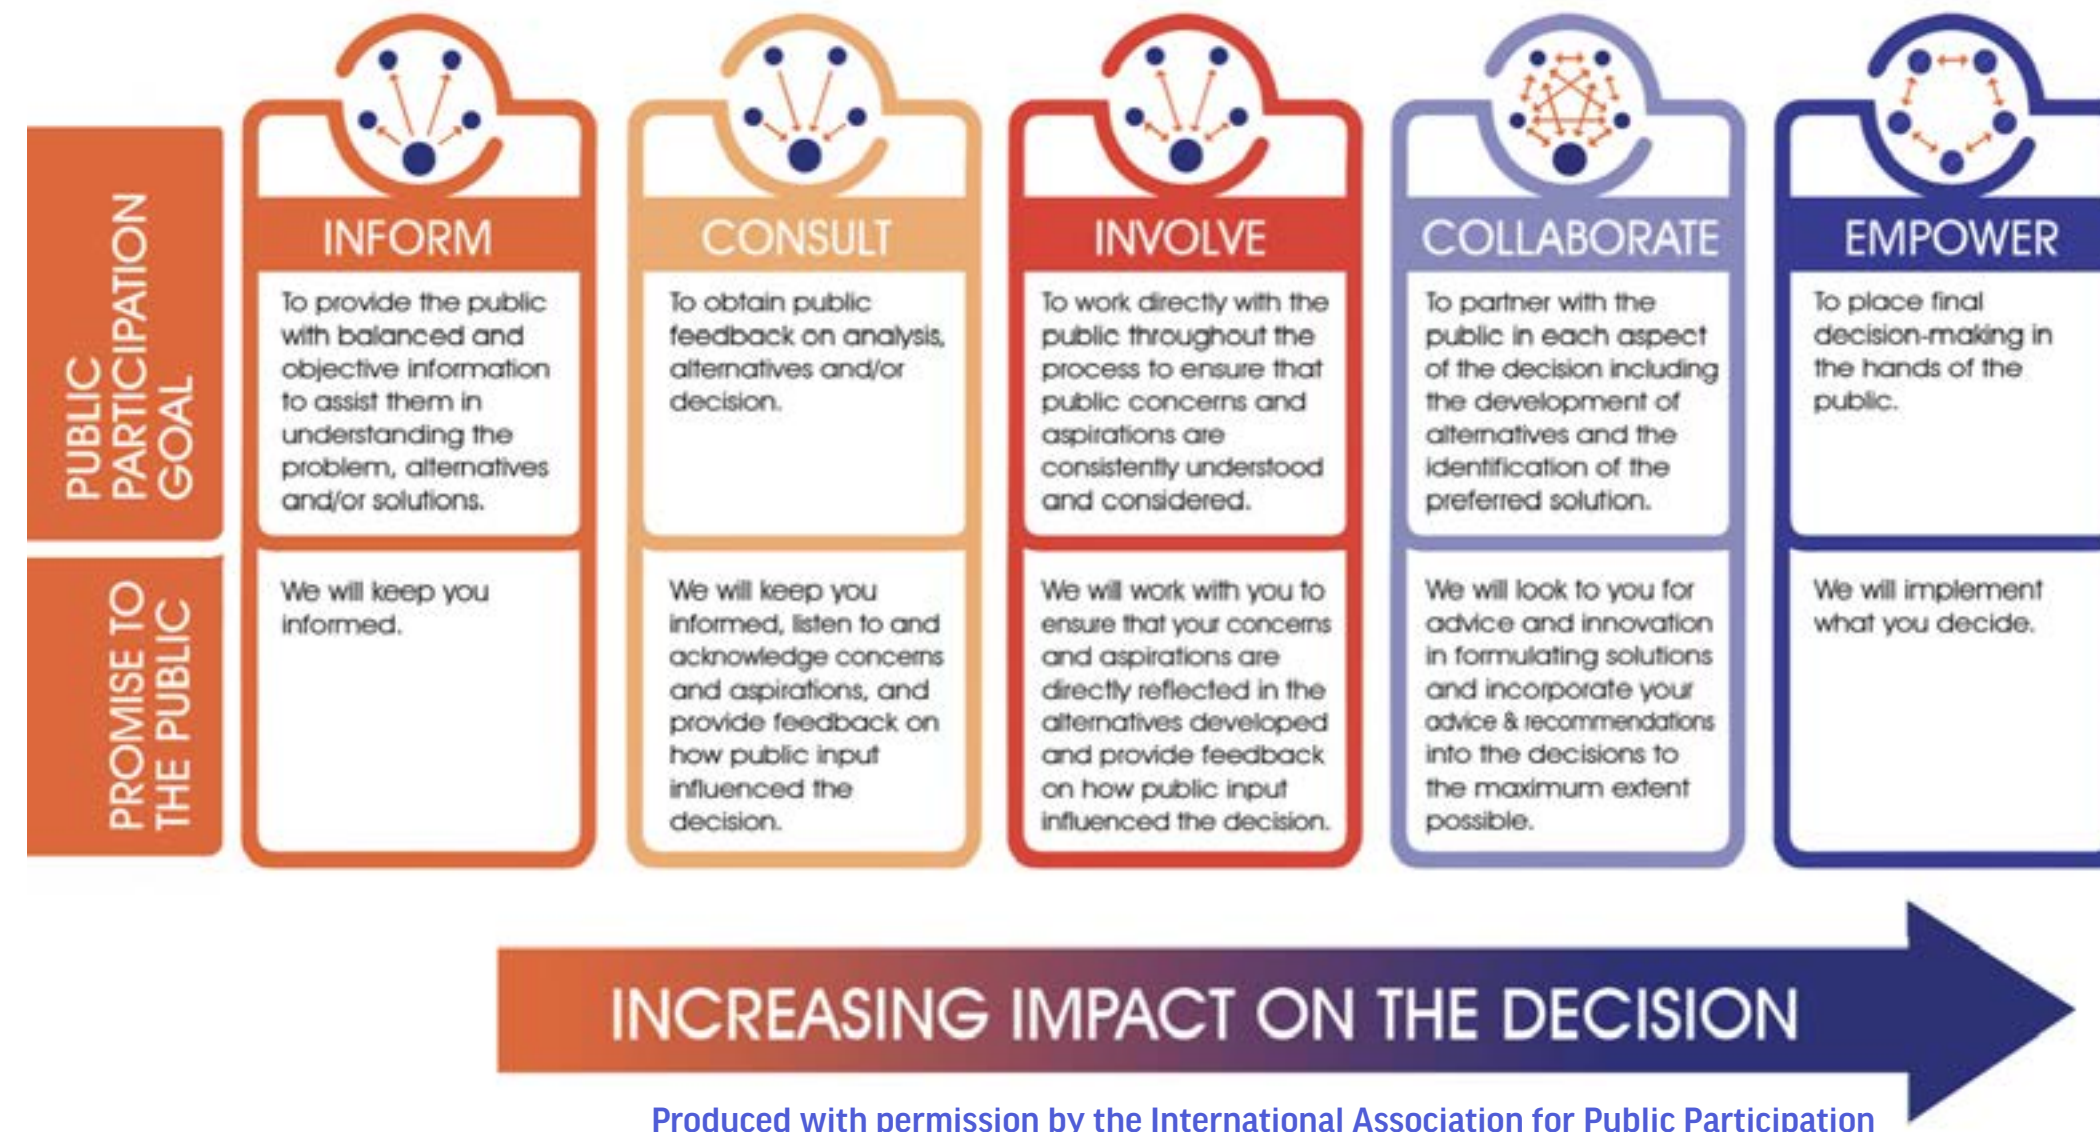 PUBLIC
PARTICIPATION
GOAL
INFORM
To provide the public
with balanced and
objective information
to assist them in
understanding the
problem, alternatives
and/or solutions.
CONSULT
To obtain public
feedback on analysis,
alternatives and/or
decision.
INVOLVE
To work directly with the
public throughout the
process to ensure that
public concerns and
aspirations are
consistently understood
and considered.
COLLABORATE
To partner with the
public in each aspect
of the decision including
the development of
alternatives and the
identification of the
preferred solution.
EMPOWER
To place final
decision-making in
the hands of the
public.
PROMISE TO
THE PUBLIC
We will keep you
informed.
We will keep you
informed, listen to and
acknowledge concerns
and aspirations, and
provide feedback on
how public input
influenced the
decision.
We will work with you to
ensure that your concerns
and aspirations are
directly reflected in the
alternatives developed
and provide feedback
on how public input
influenced the decision.
We will look to you for
advice and innovation
in formulating solutions
and incorporate your
advice & recommendations
into the decisions to
the maximum extent
possible.
We will implement
what you decide.
INCREASING IMPACT ON THE DECISION
Produced with permission by the International Association for Public Participation